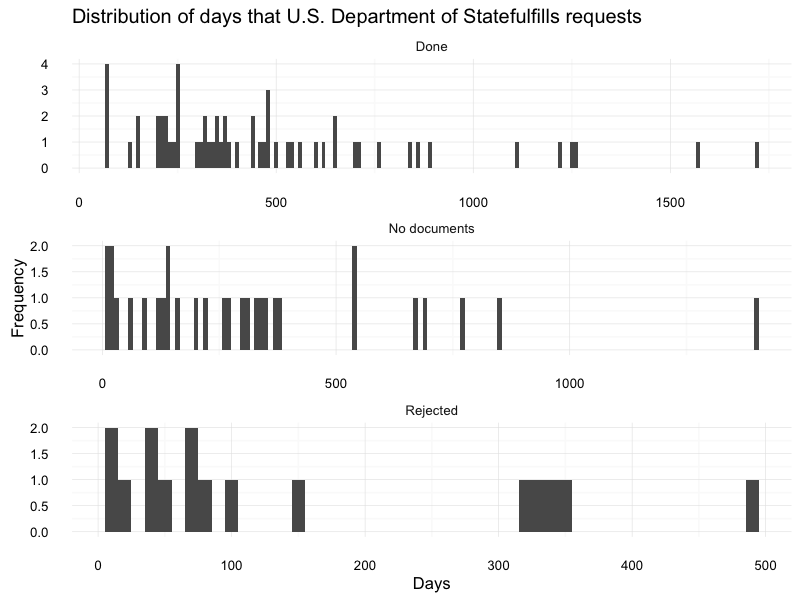 Distribution of days that U.S. Department of Statefulfills requests
Done
4
3
2
1
0
0 500 1000 1500
No documents
2.0
1.5
1.0
0.5
0.0
0 500 1000
Frequency
Rejected
2.0
1.5
1.0
0.5
0.0
0 100 200 300 400 500
Days